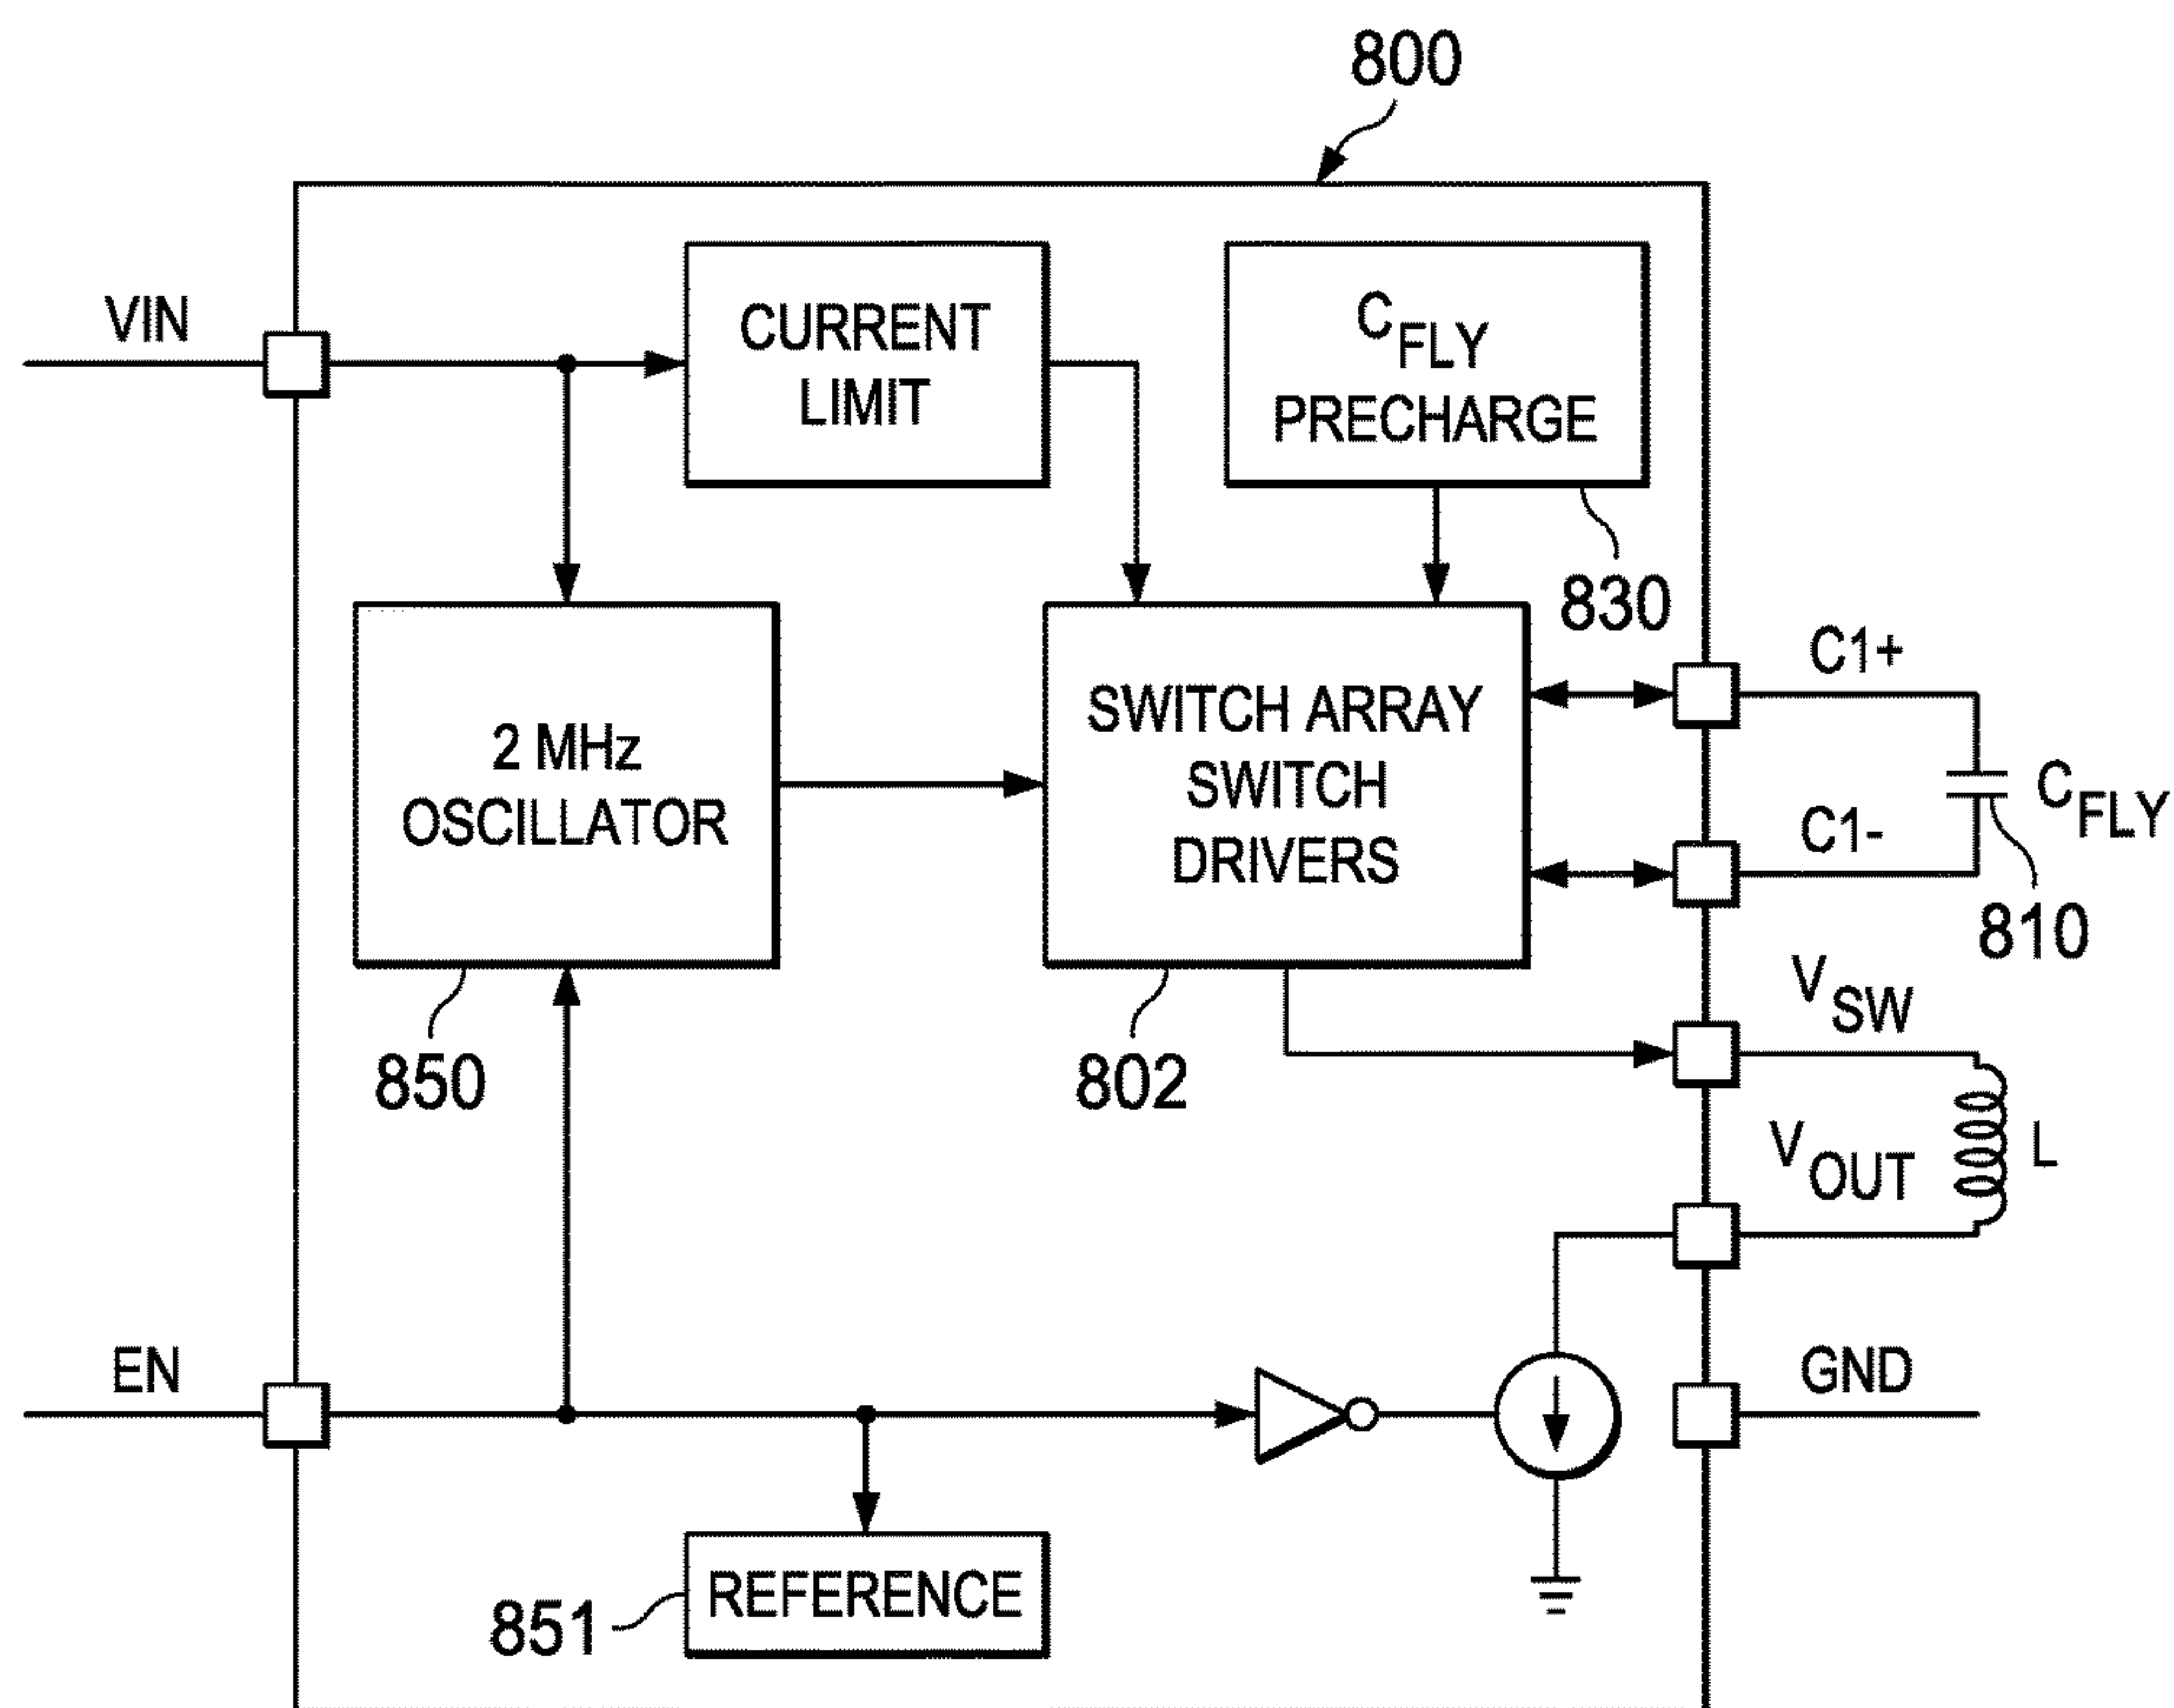 800
VIN
CURRENT
LIMIT
CFLY
PRECHARGE
830
2 MHz
OSCILLATOR
850
SWITCH ARRAY
SWITCH
DRIVERS
802
C1+
C1-
CFLY
810
VSW
VOUT
L
EN
GND
REFERENCE
851